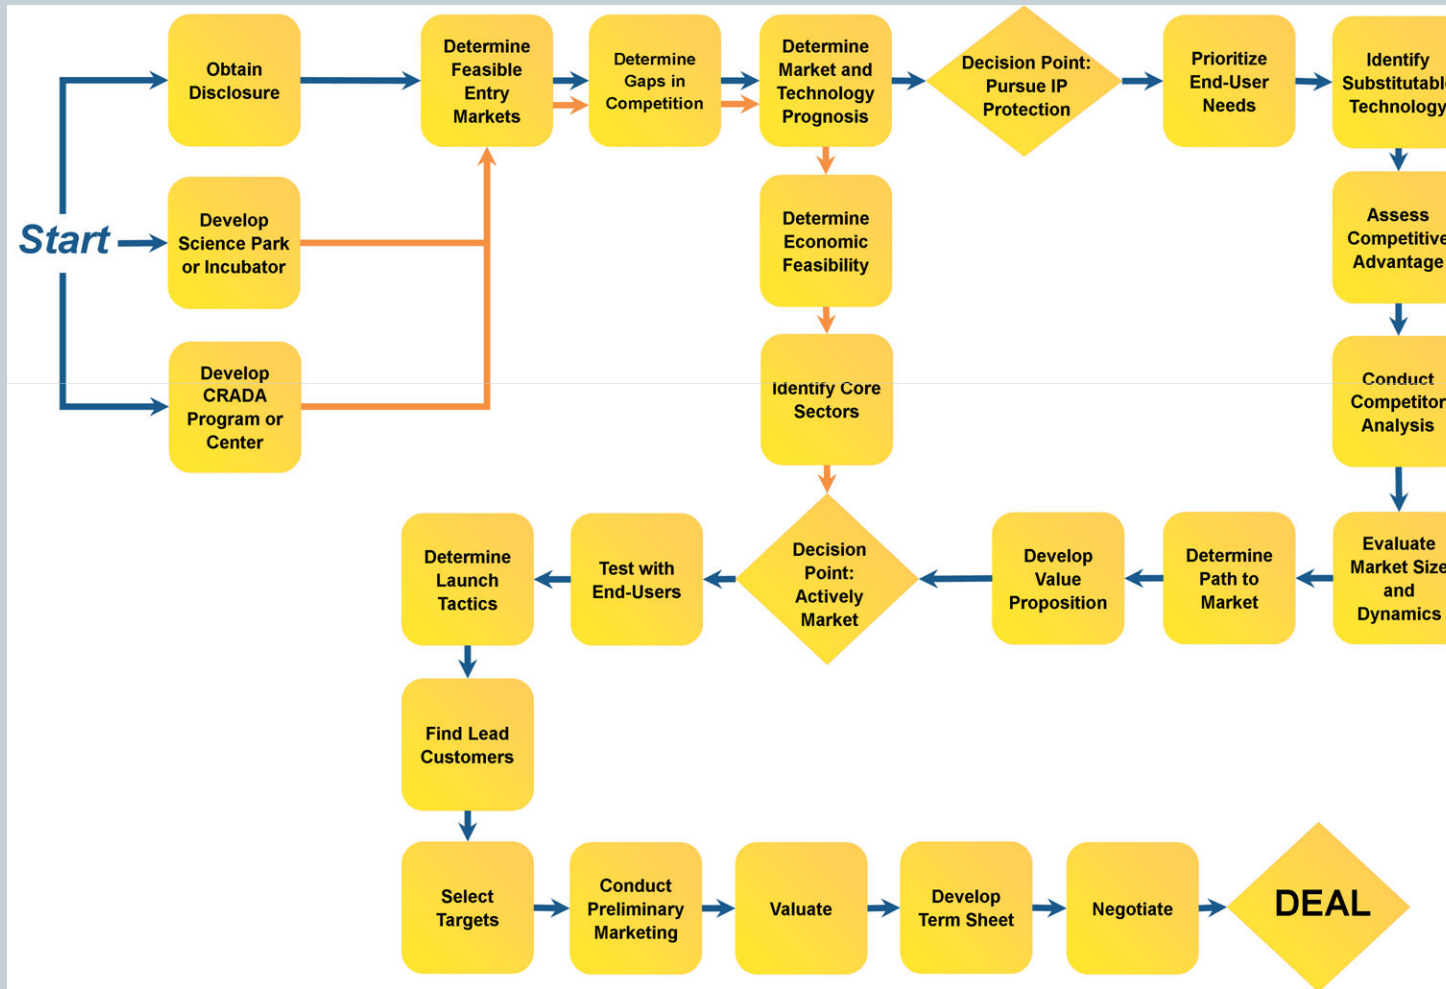 Start
Obtain
Disclosure
Develop
Science Park
or Incubator
Develop
CRADA
Program or
Center
Determine
Feasible
Entry
Markets
Determine
Gaps in
Competition
Determine
Market and
Technology
Prognosis
Decision Point:
Pursue IP
Protection
Prioritize
End-User
Needs
Identify
Substitutable
Technology
Assess
Competitive
Advantage
Conduct
Competitor
Analysis
Evaluate
Market Size
and
Dynamics
Determine
Path to
Market
Develop
Value
Proposition
Determine
Economic
Feasibility
Identify Core
Sectors
Decision
Point:
Actively
Market
Test with
End-Users
Determine
Launch
Tactics
Find Lead
Customers
Select
Targets
Conduct
Preliminary
Marketing
Valuate
Develop
Term Sheet
Negotiate
DEAL